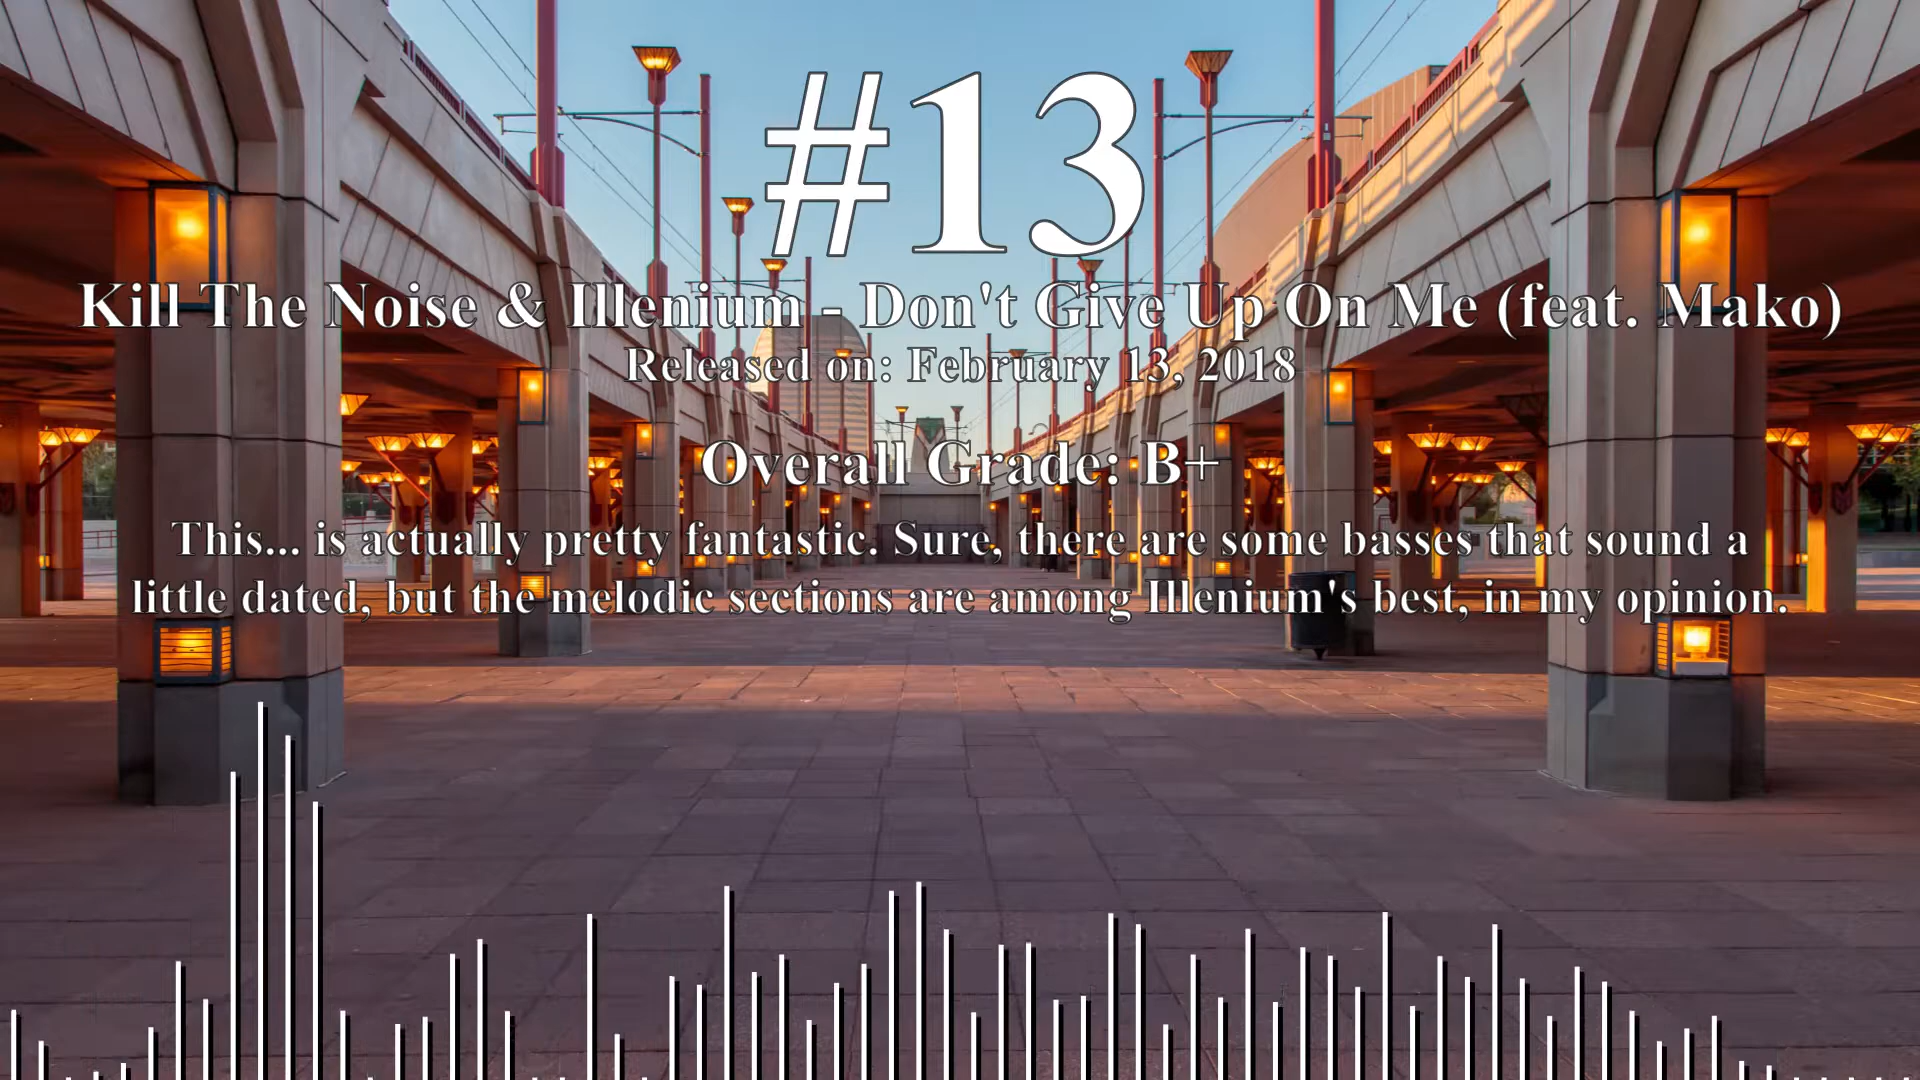 #13
Kill The Noise & Illenium - Don't Give Up On Me (feat. Mako)
Released on: February 13, 2018
Overall Grade: B+
This... is actually pretty fantastic. Sure, there are some basses that sound a
little dated, but the melodic sections are among Illenium's best, in my opinion.